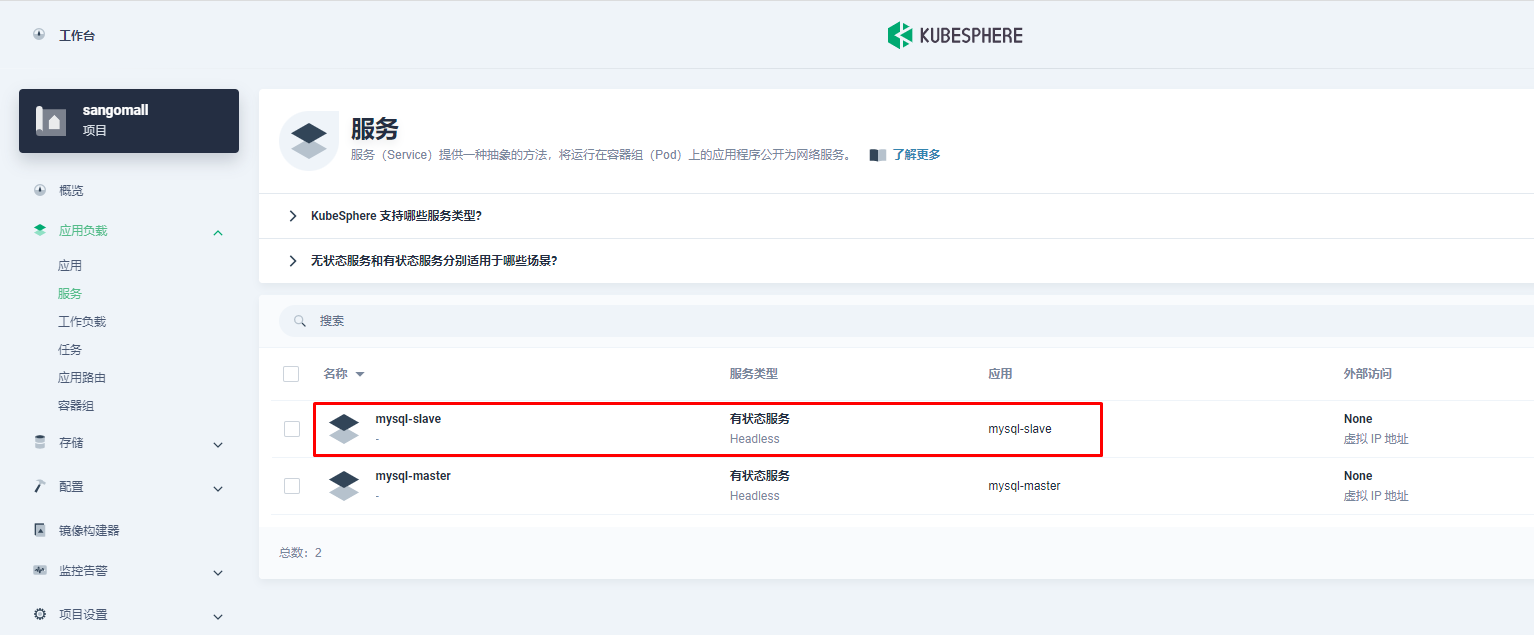 工作台
KUBESPHERE
sangomall
项目
概览
应用负载
应用
服务
工作负载
任务
应用路由
容器组
存储
配置
镜像构建器
监控告警
项目设置
服务
服务（Service）提供一种抽象的方法，将运行在容器组（Pod）上的应用程序公开为网络服务。 了解更多
KubeSphere 支持哪些服务类型?
无状态服务和有状态服务分别适用于哪些场景?
搜索
名称 服务类型 应用 外部访问
mysql-slave 有状态服务 mysql-slave None
- Headless 虚拟 IP 地址
mysql-master 有状态服务 mysql-master None
- Headless 虚拟 IP 地址
总数: 2